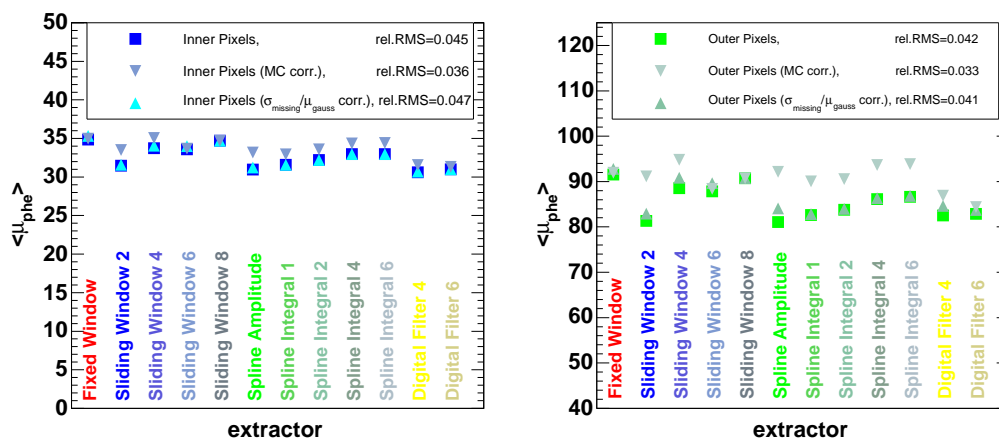 50
45
40
35
30
25
20
15
10
5
0
<μphe>
Inner Pixels, rel.RMS=0.045
Inner Pixels (MC corr.), rel.RMS=0.036
Inner Pixels (σmissing/μgauss corr.), rel.RMS=0.047
Fixed Window
Sliding Window 2
Sliding Window 4
Sliding Window 6
Sliding Window 8
Spline Amplitude
Spline Integral 1
Spline Integral 2
Spline Integral 4
Spline Integral 6
Digital Filter 4
Digital Filter 6
extractor
120
110
100
90
80
70
60
50
40
<μphe>
Outer Pixels, rel.RMS=0.042
Outer Pixels (MC corr.), rel.RMS=0.033
Outer Pixels (σmissing/μgauss corr.), rel.RMS=0.041
Fixed Window
Sliding Window 2
Sliding Window 4
Sliding Window 6
Sliding Window 8
Spline Amplitude
Spline Integral 1
Spline Integral 2
Spline Integral 4
Spline Integral 6
Digital Filter 4
Digital Filter 6
extractor